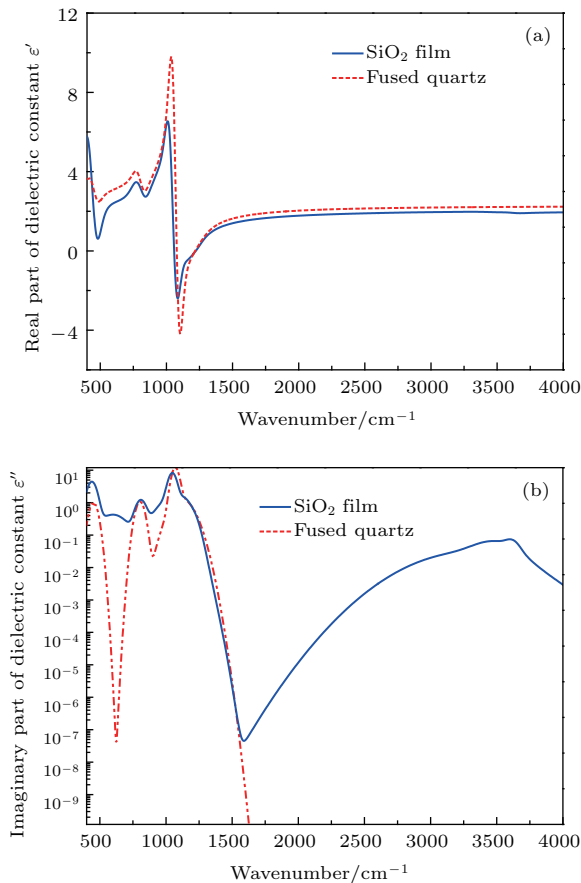 (a)
SiO₂ film
Fused quartz
12
8
4
0
−4
Real part of dielectric constant ε′
500 1000 1500 2000 2500 3000 3500 4000
Wavenumber/cm⁻¹
(b)
SiO₂ film
Fused quartz
10¹
10⁰
10⁻¹
10⁻²
10⁻³
10⁻⁴
10⁻⁵
10⁻⁶
10⁻⁷
10⁻⁸
10⁻⁹
Imaginary part of dielectric constant ε″
500 1000 1500 2000 2500 3000 3500 4000
Wavenumber/cm⁻¹